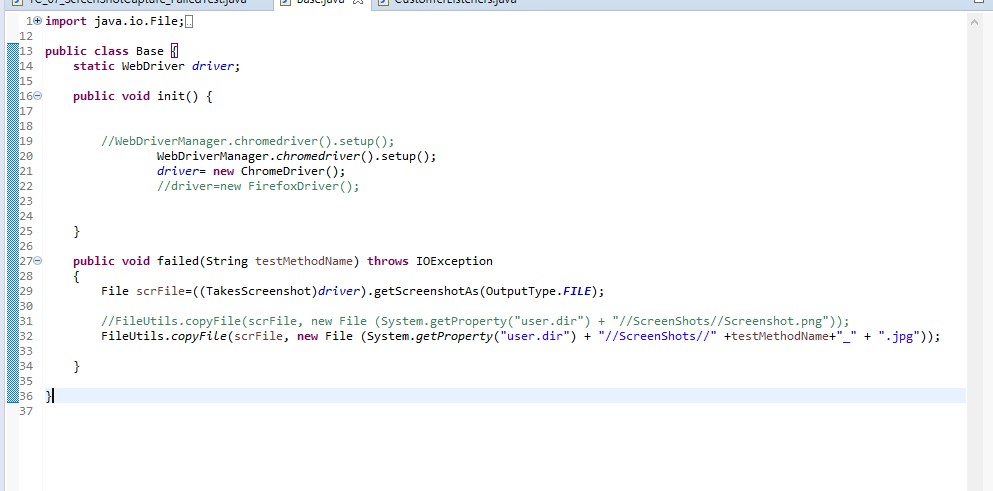 Base.java
CustomerListeners.java
1 import java.io.File;
12
13 public class Base {
14 static WebDriver driver;
15
16 public void init() {
17
18
19 //WebDriverManager.chromedriver().setup();
20 WebDriverManager.chromedriver().setup();
21 driver= new ChromeDriver();
22 //driver=new FirefoxDriver();
23
24
25 }
26
27 public void failed(String testMethodName) throws IOException
28 {
29 File scrFile=((TakesScreenshot)driver).getScreenshotAs(OutputType.FILE);
30
31 //FileUtils.copyFile(scrFile, new File (System.getProperty("user.dir") + "//ScreenShots//Screenshot.png"));
32 FileUtils.copyFile(scrFile, new File (System.getProperty("user.dir") + "//ScreenShots//" +testMethodName+"_" + ".jpg"));
33
34 }
35
36 }
37